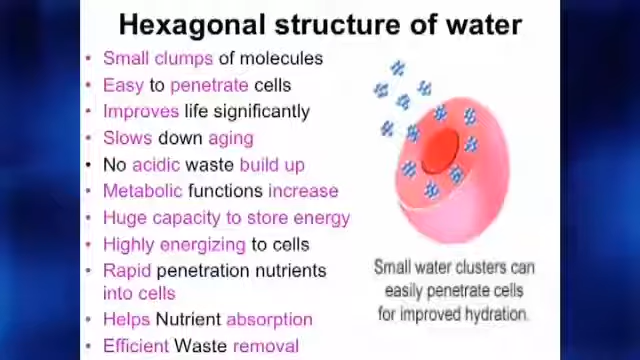 Hexagonal structure of water
• Small clumps of molecules
• Easy to penetrate cells
• Improves life significantly
• Slows down aging
• No acidic waste build up
• Metabolic functions increase
• Huge capacity to store energy
• Highly energizing to cells
• Rapid penetration nutrients
into cells
• Helps Nutrient absorption
• Efficient Waste removal
Small water clusters can
easily penetrate cells
for improved hydration.